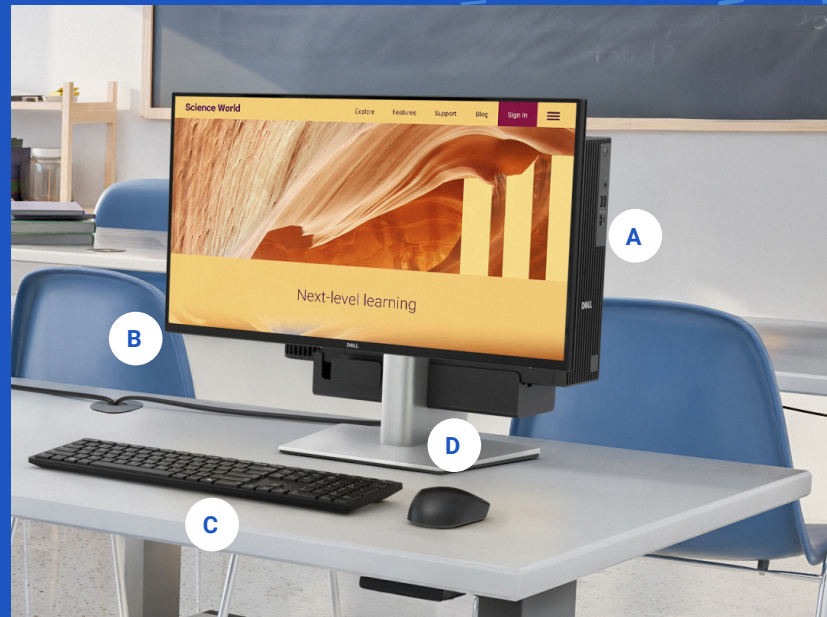 Science World
Explore
Features
Support
Blog
Sign In
Next-level learning
DELL
DELL
A
B
C
D